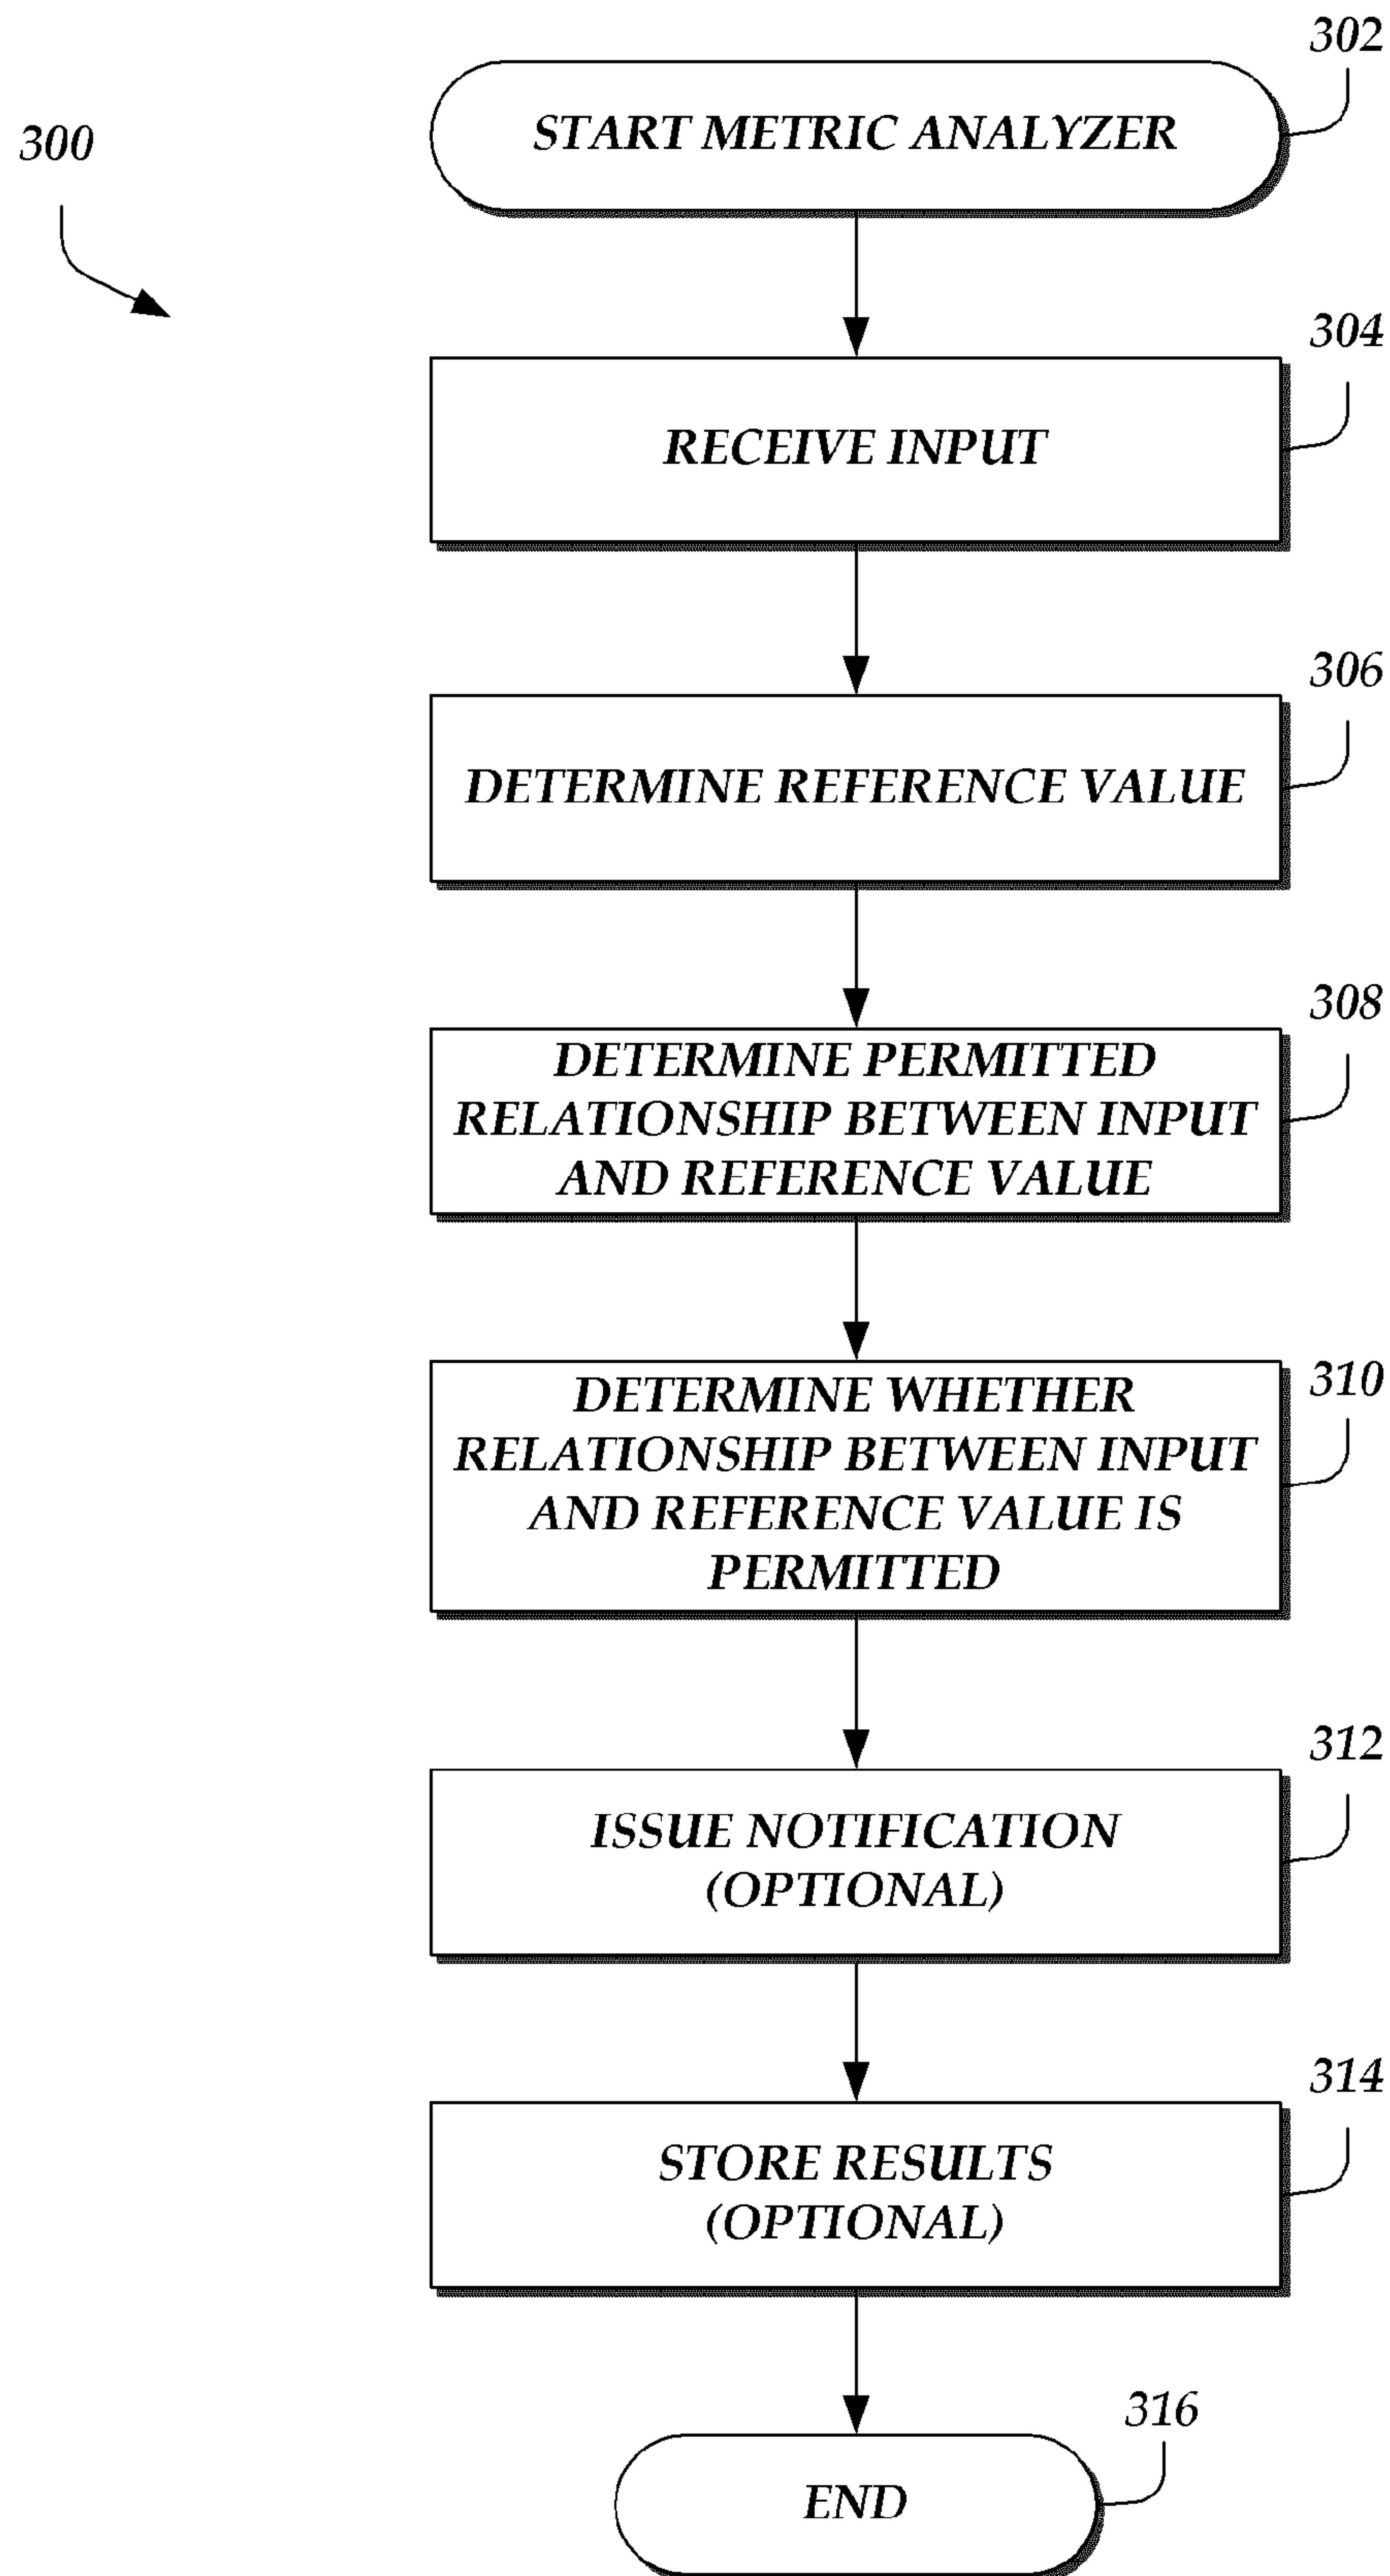 302
START METRIC ANALYZER
300
304
RECEIVE INPUT
306
DETERMINE REFERENCE VALUE
308
DETERMINE PERMITTED
RELATIONSHIP BETWEEN INPUT
AND REFERENCE VALUE
310
DETERMINE WHETHER
RELATIONSHIP BETWEEN INPUT
AND REFERENCE VALUE IS
PERMITTED
312
ISSUE NOTIFICATION
(OPTIONAL)
314
STORE RESULTS
(OPTIONAL)
316
END